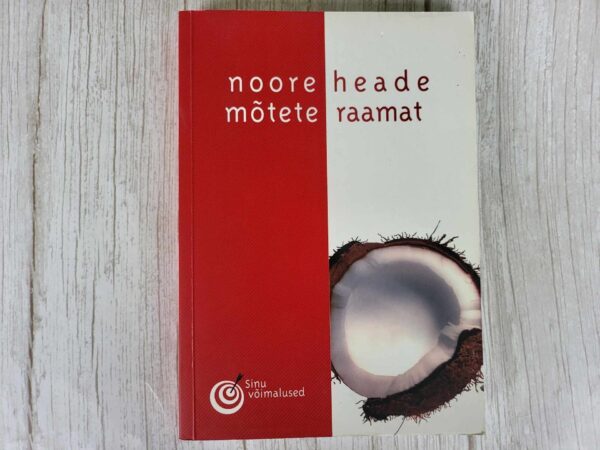 noore heade
mõtete raamat
Sinu
võimalused